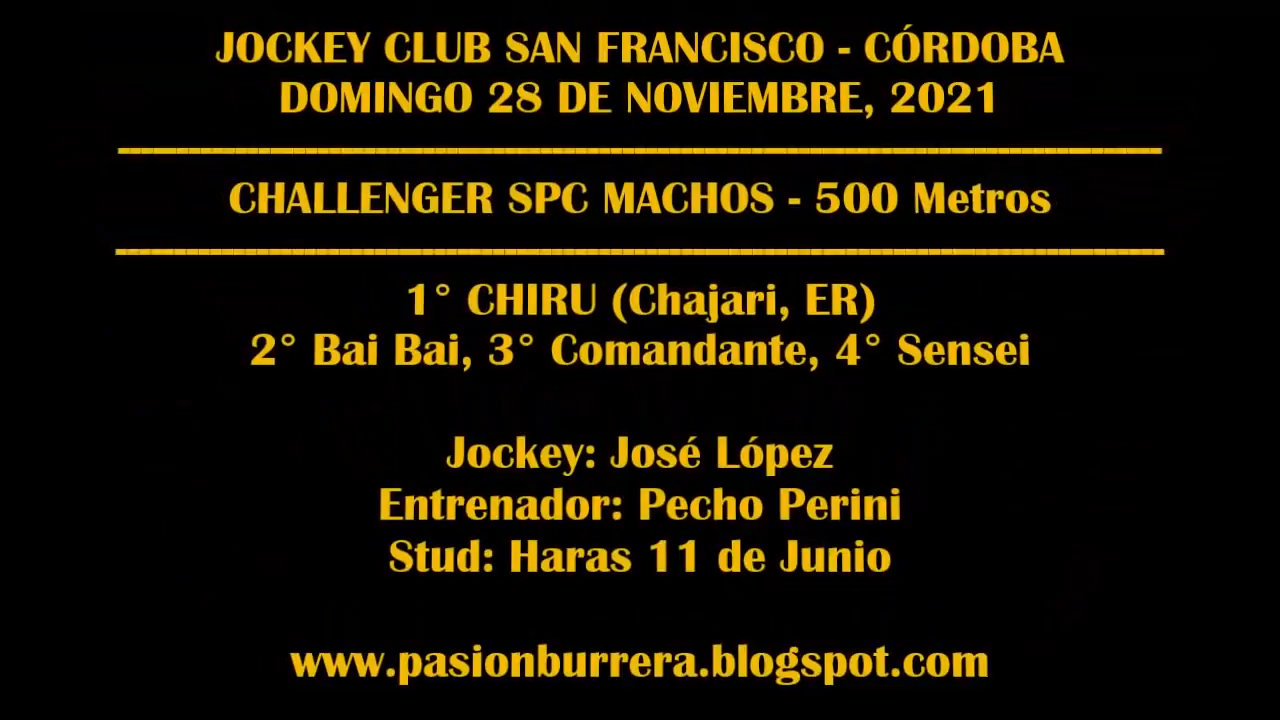 JOCKEY CLUB SAN FRANCISCO - CÓRDOBA
DOMINGO 28 DE NOVIEMBRE, 2021
CHALLENGER SPC MACHOS - 500 Metros
1° CHIRU (Chajari, ER)
2° Bai Bai, 3° Comandante, 4° Sensei
Jockey: José López
Entrenador: Pecho Perini
Stud: Haras 11 de Junio
www.pasionburrera.blogspot.com